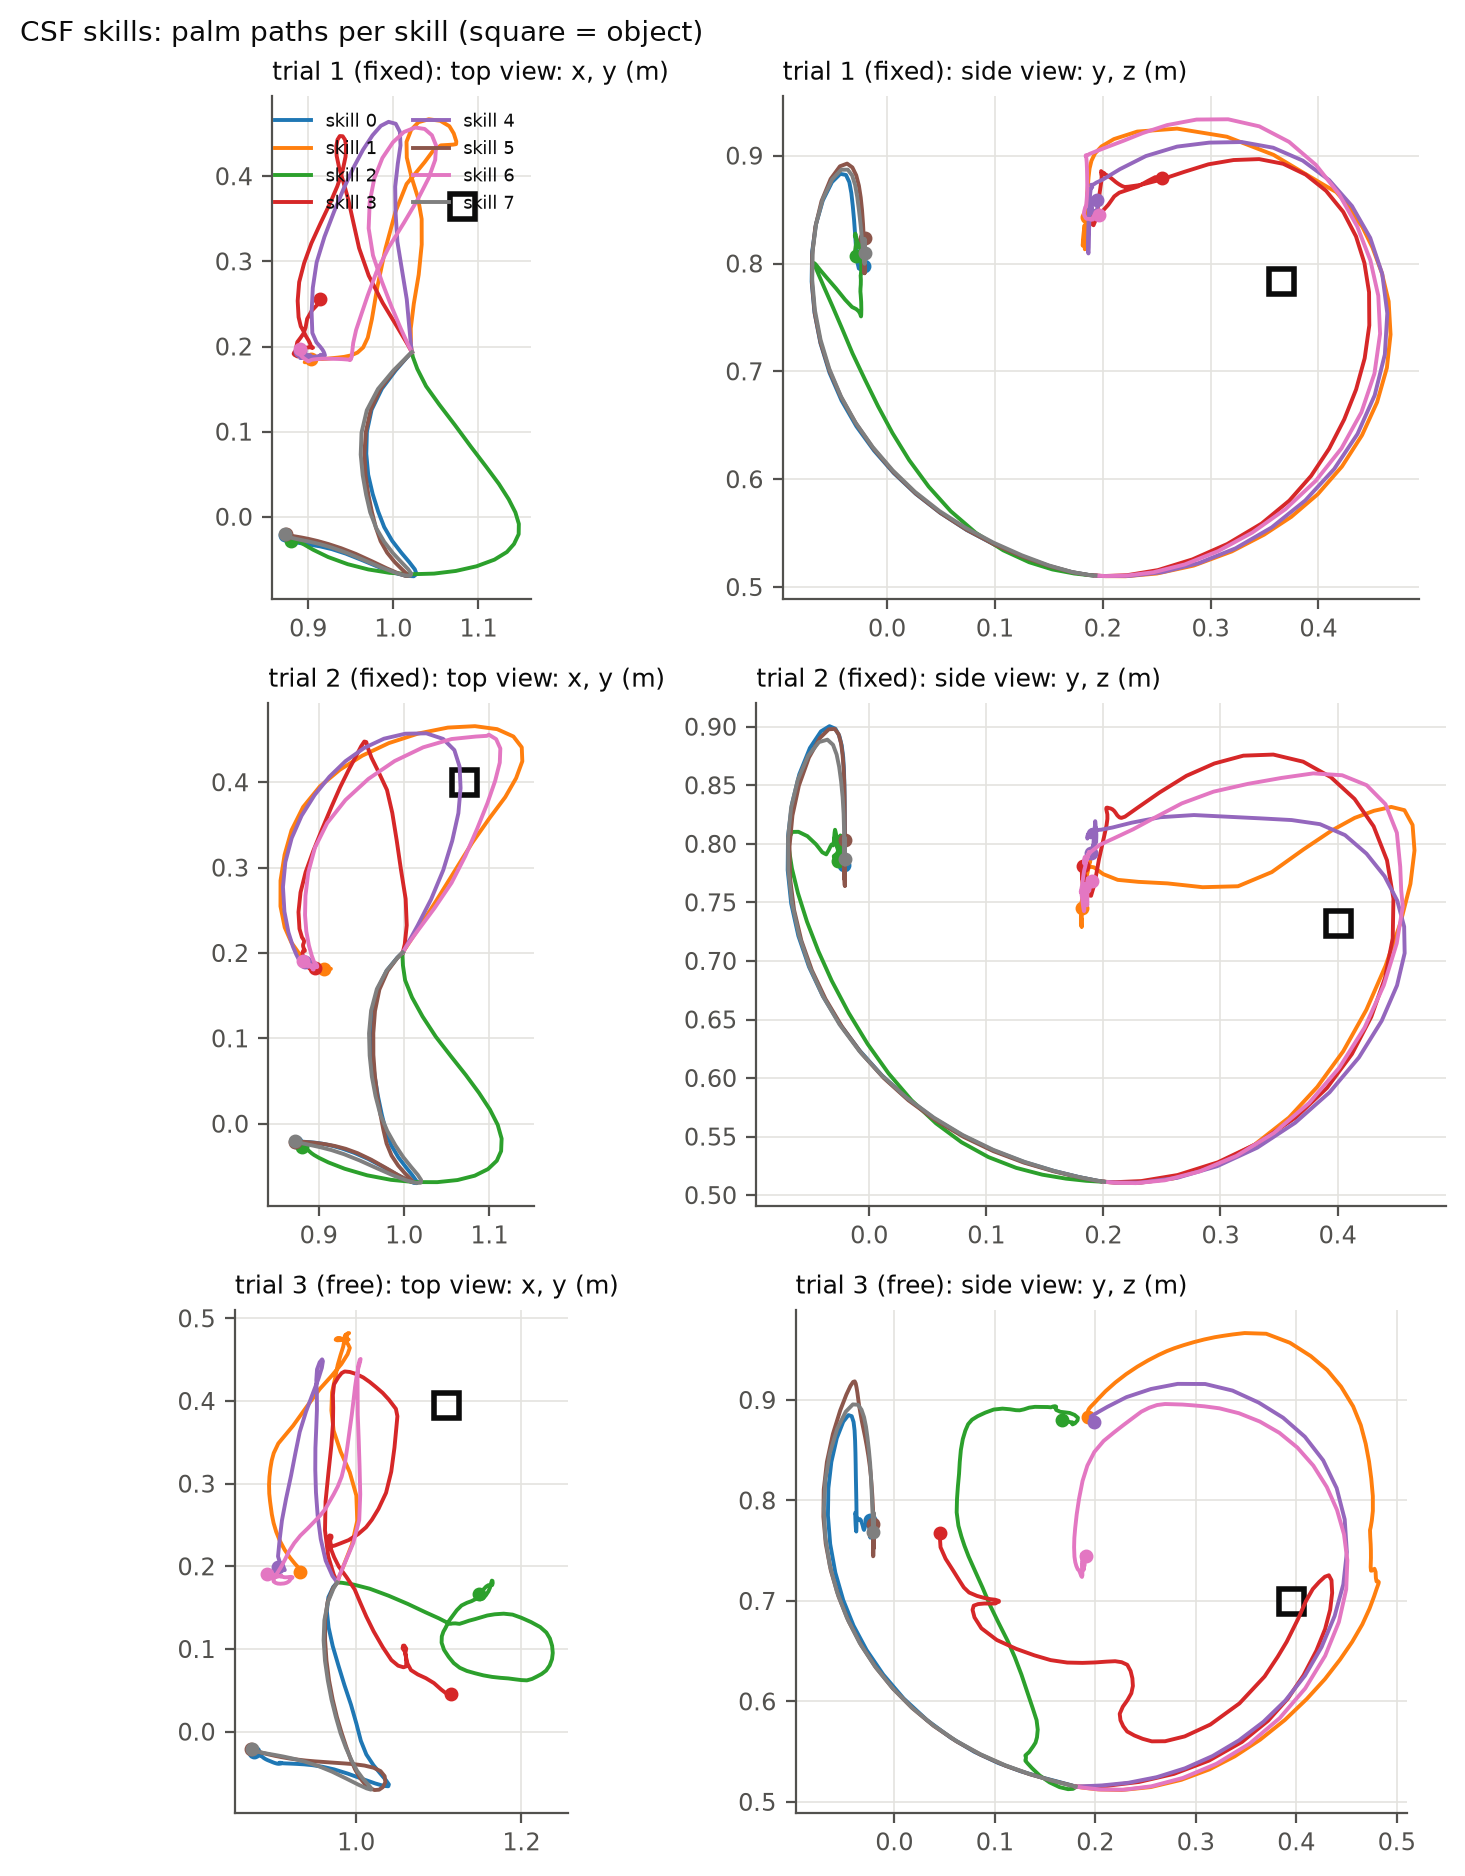 CSF skills: palm paths per skill (square = object)
trial 1 (fixed): top view: x, y (m)
skill 0 skill 4
skill 1 skill 5
skill 2 skill 6
skill 3 skill 7
0.4
0.3
0.2
0.1
0.0
0.9 1.0 1.1
trial 1 (fixed): side view: y, z (m)
0.9
0.8
0.7
0.6
0.5
0.0 0.1 0.2 0.3 0.4
trial 2 (fixed): top view: x, y (m)
0.4
0.3
0.2
0.1
0.0
0.9 1.0 1.1
trial 2 (fixed): side view: y, z (m)
0.90
0.85
0.80
0.75
0.70
0.65
0.60
0.55
0.50
0.0 0.1 0.2 0.3 0.4
trial 3 (free): top view: x, y (m)
0.5
0.4
0.3
0.2
0.1
0.0
1.0 1.2
trial 3 (free): side view: y, z (m)
0.9
0.8
0.7
0.6
0.5
0.0 0.1 0.2 0.3 0.4 0.5